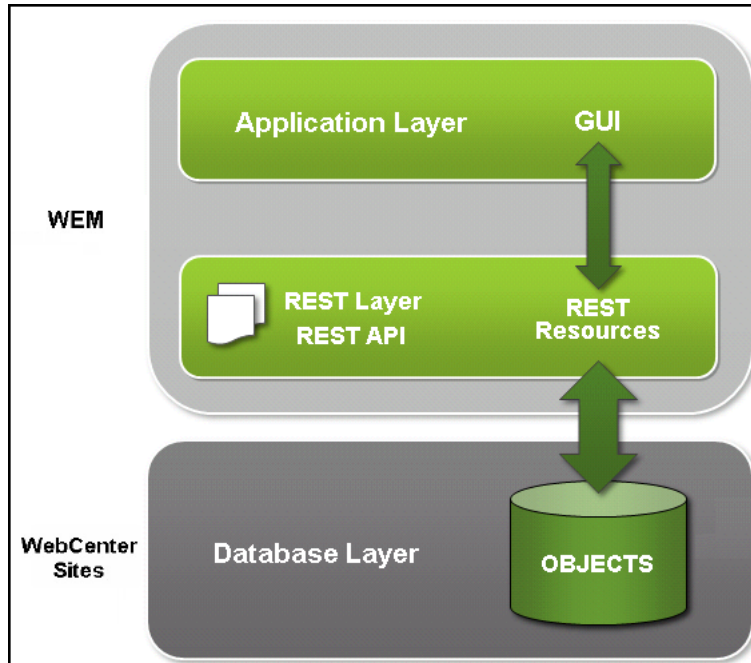 Application Layer
GUI
WEM
REST Layer
REST API
REST
Resources
WebCenter
Sites
Database Layer
OBJECTS